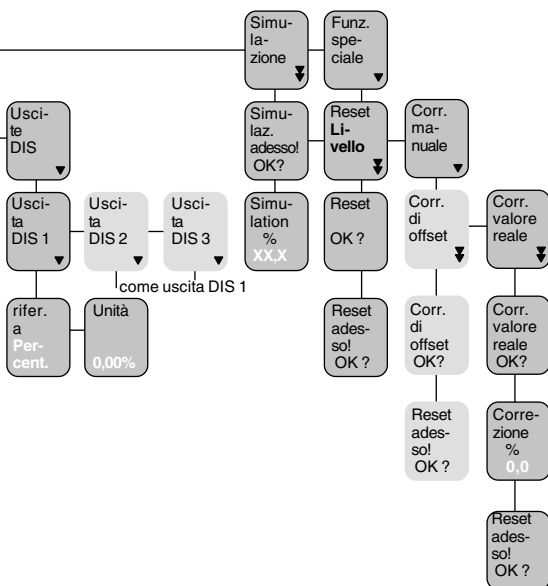 Simu-
la-
zione
Funz.
spe-
ciale
Usci-
te
DIS
Simu-
laz.
adesso!
OK?
Reset
Li-
vello
Corr.
ma-
nuale
Usci-
ta
DIS 1
Usci-
ta
DIS 2
Usci-
ta
DIS 3
Simu-
lation
%
XX,X
Reset
OK ?
Corr.
di
offset
Corr.
valore
reale
come uscita DIS 1
rifer.
a
Per-
cent.
Unità
0,00%
Reset
ades-
so!
OK ?
Corr.
di
offset
OK?
Corr.
valore
reale
OK?
Reset
ades-
so!
OK ?
Corre-
zione
%
0,0
Reset
ades-
so!
OK ?